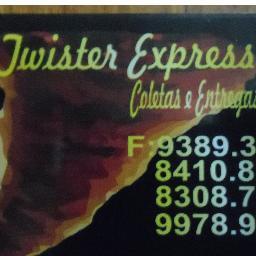 Twister Express
Coletas e Entregas
F:9389.3
8410.8
8308.7
9978.9